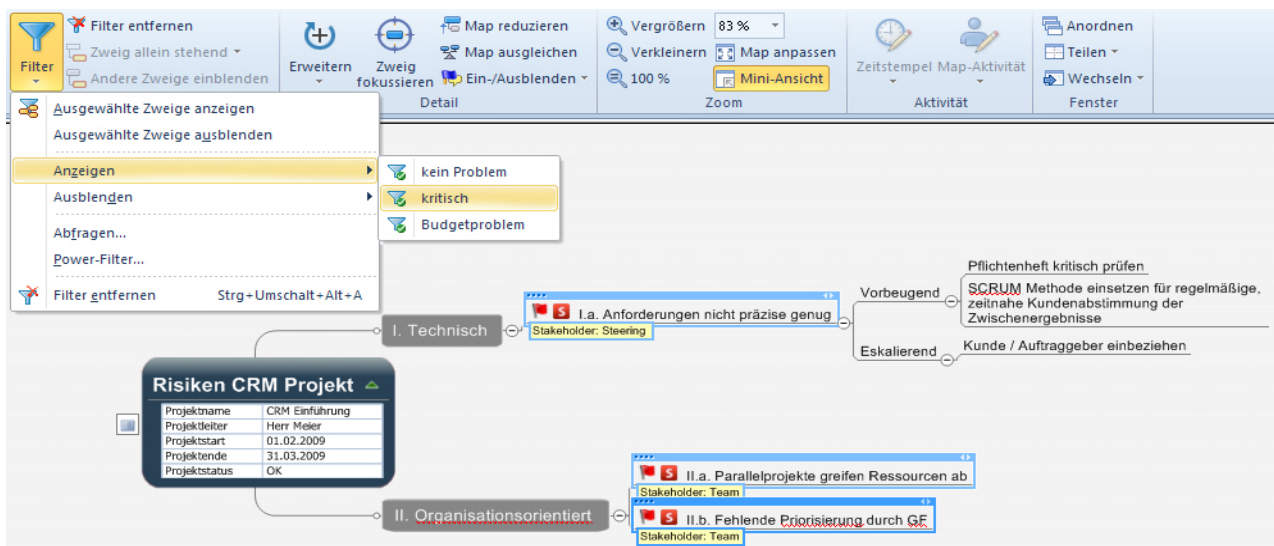 Filter
Filter entfernen
Zweig allein stehend
Andere Zweige einblenden
Erweitern
Zweig
fokussieren
Map reduzieren
Map ausgleichen
Ein-/Ausblenden
Detail
Vergrößern
83 %
Verkleinern
Map anpassen
100 %
Mini-Ansicht
Zoom
Zeitstempel
Map-Aktivität
Aktivität
Anordnen
Teilen
Wechseln
Fenster
Ausgewählte Zweige anzeigen
Ausgewählte Zweige ausblenden
Anzeigen
Ausblenden
Abfragen...
Power-Filter...
Filter entfernen Strg+Umschalt+Alt+A
kein Problem
kritisch
Budgetproblem
I. Technisch
S I.a. Anforderungen nicht präzise genug
Stakeholder: Steering
Vorbeugend
Pflichtenheft kritisch prüfen
SCRUM Methode einsetzen für regelmäßige,
zeitnahe Kundenabstimmung der
Zwischenergebnisse
Eskalierend
Kunde / Auftraggeber einbeziehen
Risiken CRM Projekt
Projektname CRM Einführung
Projektleiter Herr Meier
Projektstart 01.02.2009
Projektende 31.03.2009
Projektstatus OK
II. Organisationsorientiert
S II.a. Parallelprojekte greifen Ressourcen ab
Stakeholder: Team
S II.b. Fehlende Priorisierung durch GF
Stakeholder: Team